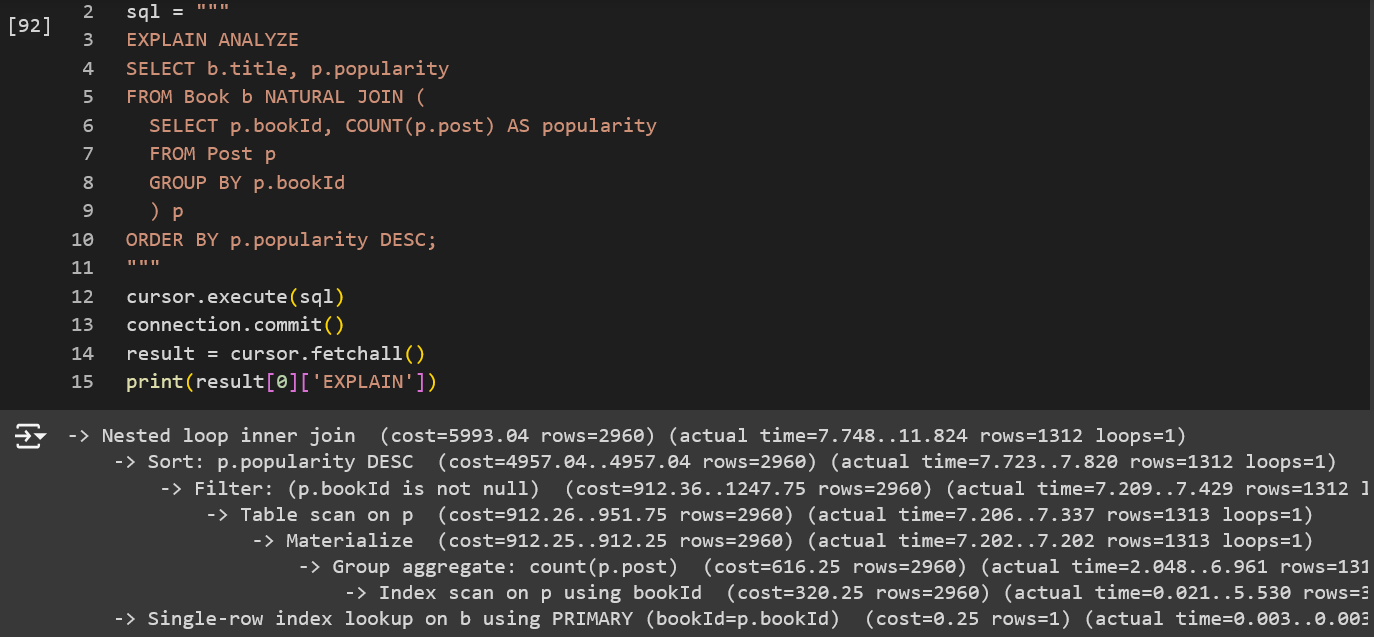 [92]
2 sql = """
3 EXPLAIN ANALYZE
4 SELECT b.title, p.popularity
5 FROM Book b NATURAL JOIN (
6 SELECT p.bookId, COUNT(p.post) AS popularity
7 FROM Post p
8 GROUP BY p.bookId
9 ) p
10 ORDER BY p.popularity DESC;
11 """
12 cursor.execute(sql)
13 connection.commit()
14 result = cursor.fetchall()
15 print(result[0]['EXPLAIN'])
-> Nested loop inner join (cost=5993.04 rows=2960) (actual time=7.748..11.824 rows=1312 loops=1)
-> Sort: p.popularity DESC (cost=4957.04..4957.04 rows=2960) (actual time=7.723..7.820 rows=1312 loops=1)
-> Filter: (p.bookId is not null) (cost=912.36..1247.75 rows=2960) (actual time=7.209..7.429 rows=1312 l
-> Table scan on p (cost=912.26..951.75 rows=2960) (actual time=7.206..7.337 rows=1313 loops=1)
-> Materialize (cost=912.25..912.25 rows=2960) (actual time=7.202..7.202 rows=1313 loops=1)
-> Group aggregate: count(p.post) (cost=616.25 rows=2960) (actual time=2.048..6.961 rows=131
-> Index scan on p using bookId (cost=320.25 rows=2960) (actual time=0.021..5.530 rows=3
-> Single-row index lookup on b using PRIMARY (bookId=p.bookId) (cost=0.25 rows=1) (actual time=0.003..0.003